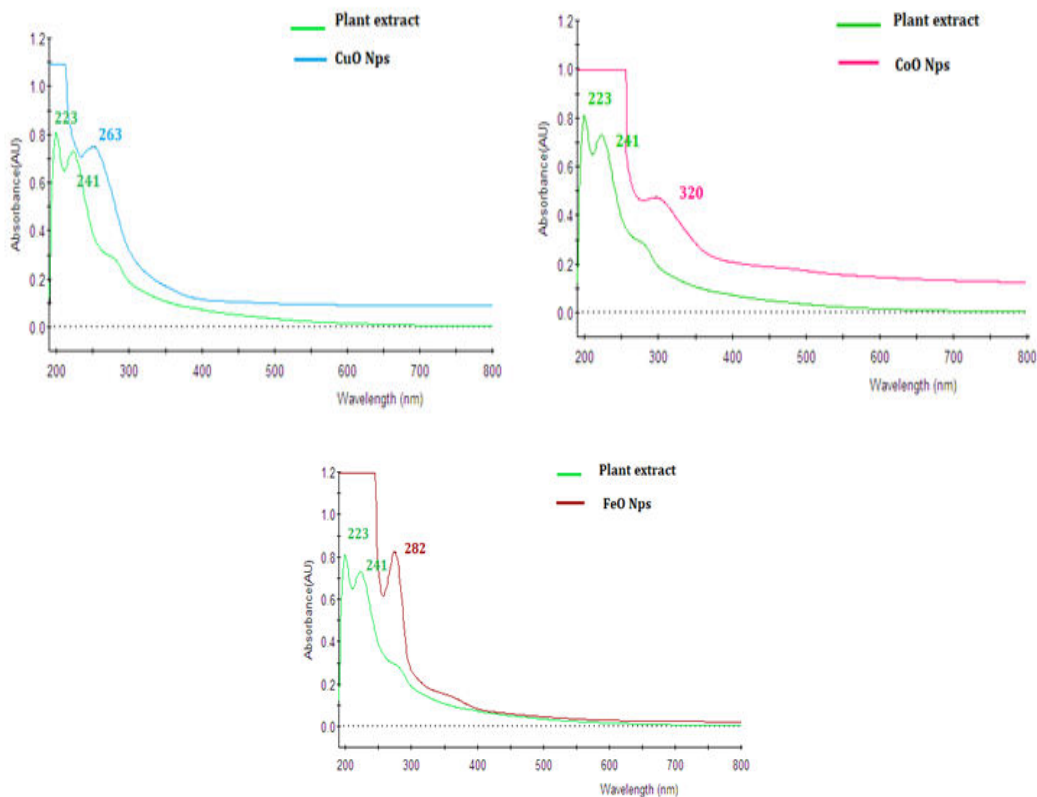 Plant extract
CuO Nps
1.2
1.0
0.8
0.6
0.4
0.2
0.0
Absorbance(AU)
223
241
263
200 300 400 500 600 700 800
Wavelength (nm)
Plant extract
CoO Nps
1.2
1.0
0.8
0.6
0.4
0.2
0.0
Absorbance(AU)
223
241
320
200 300 400 500 600 700 800
Wavelength (nm)
Plant extract
FeO Nps
1.2
1.0
0.8
0.6
0.4
0.2
0.0
Absorbance(AU)
223
241
282
200 300 400 500 600 700 800
Wavelength (nm)